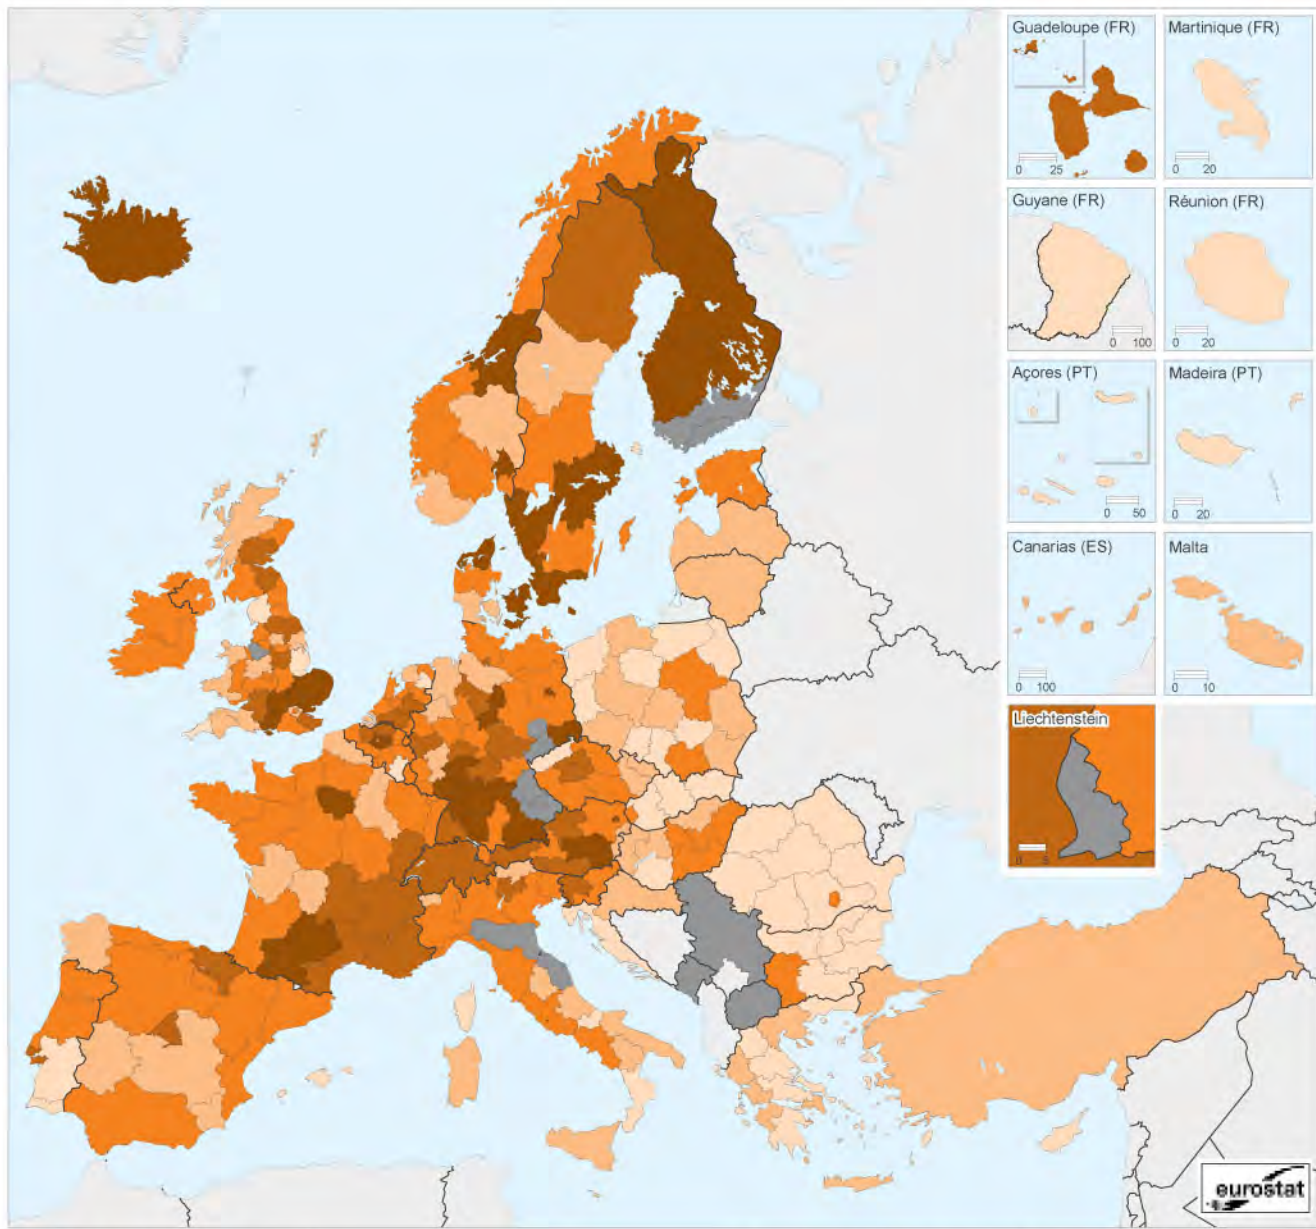 Guadeloupe (FR)
0 25
Martinique (FR)
0 20
Guyane (FR)
0 100
Réunion (FR)
0 20
Açores (PT)
0 50
Madeira (PT)
0 20
Canarias (ES)
0 100
Malta
0 10
Liechtenstein
0 5
eurostat